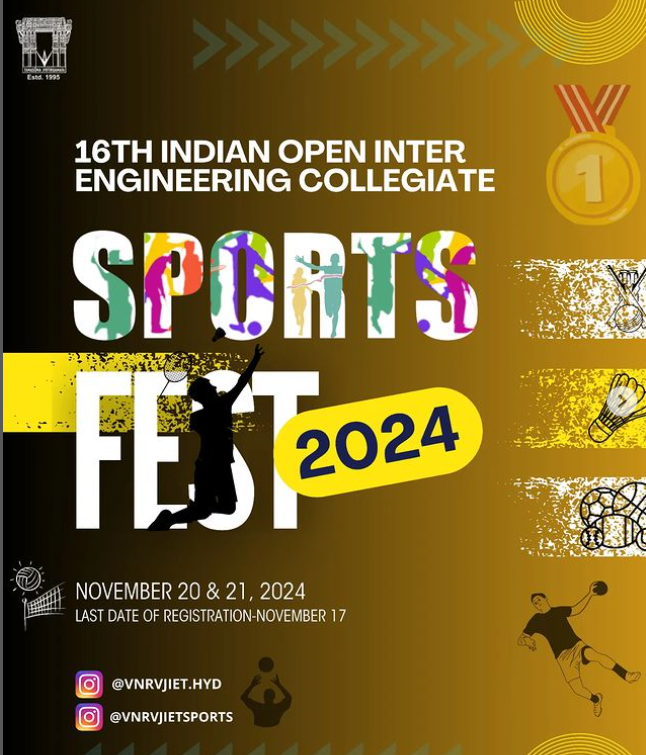 Estd. 1995
1
16TH INDIAN OPEN INTER
ENGINEERING COLLEGIATE
SPORTS
FEST
2024
NOVEMBER 20 & 21, 2024
LAST DATE OF REGISTRATION-NOVEMBER 17
@VNRVJIET.HYD
@VNRVJIETSPORTS